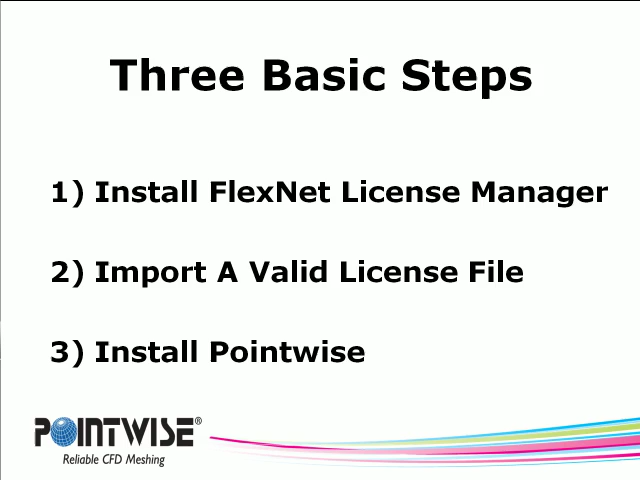 Three Basic Steps
1) Install FlexNet License Manager
2) Import A Valid License File
3) Install Pointwise
POINTWISE®
Reliable CFD Meshing